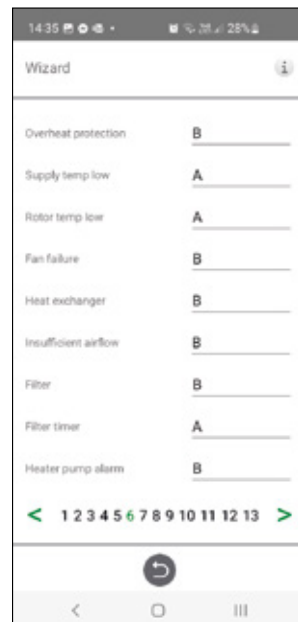 14:35 28%
Wizard i
Overheat protection B
Supply temp low A
Rotor temp low A
Fan failure B
Heat exchanger B
Insufficient airflow B
Filter B
Filter timer A
Heater pump alarm B
< 1 2 3 4 5 6 7 8 9 10 11 12 13 >